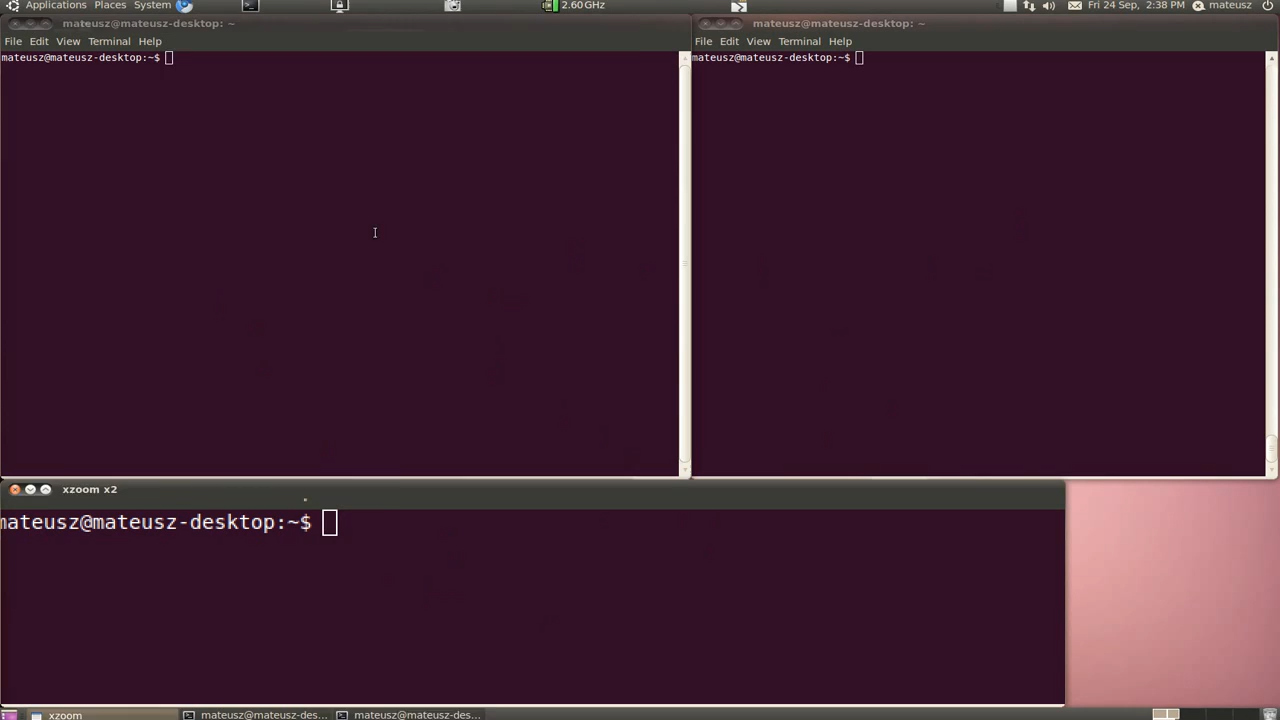 Applications Places System 2.60 GHz Fri 24 Sep, 2:38 PM mateusz
mateusz@mateusz-desktop: ~
File Edit View Terminal Help
mateusz@mateusz-desktop:~$
mateusz@mateusz-desktop: ~
File Edit View Terminal Help
mateusz@mateusz-desktop:~$
xzoom x2
mateusz@mateusz-desktop:~$
xzoom mateusz@mateusz-des... mateusz@mateusz-des...